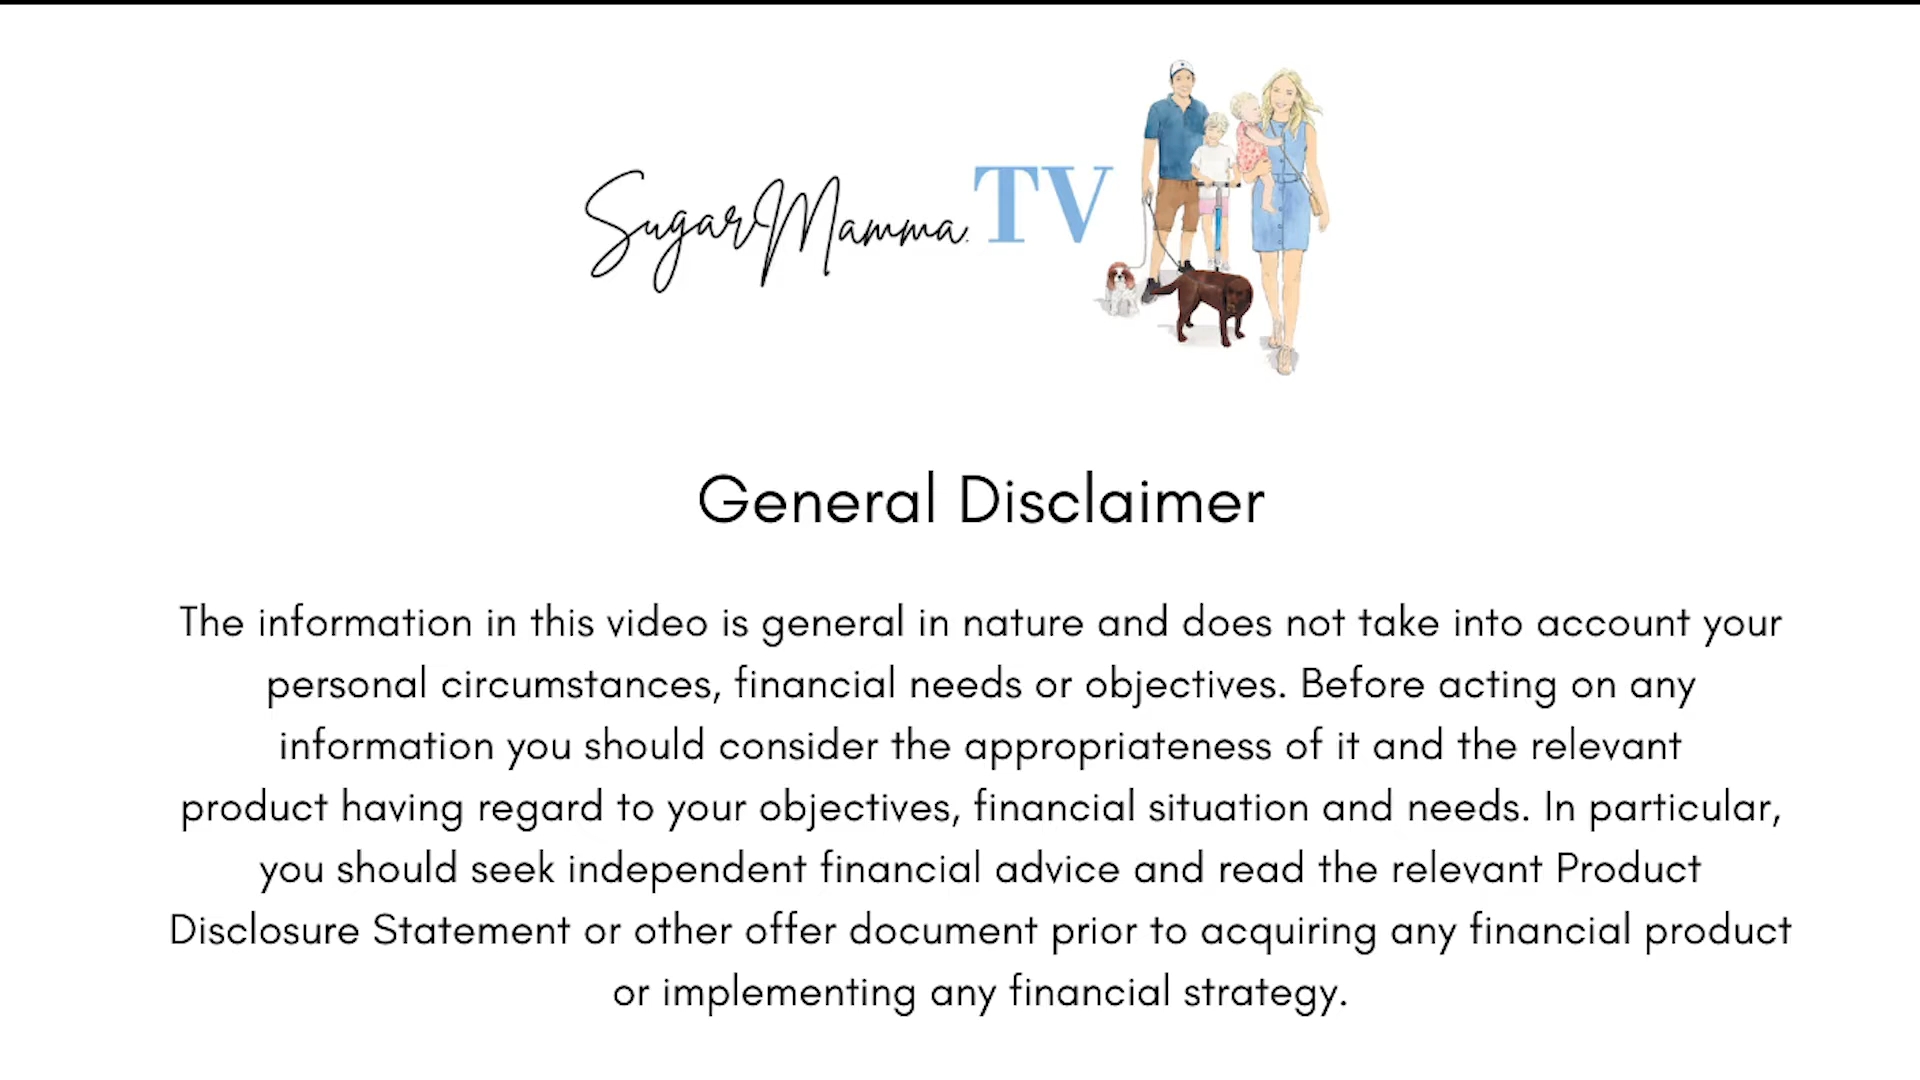 SugarMamma.TV
General Disclaimer
The information in this video is general in nature and does not take into account your
personal circumstances, financial needs or objectives. Before acting on any
information you should consider the appropriateness of it and the relevant
product having regard to your objectives, financial situation and needs. In particular,
you should seek independent financial advice and read the relevant Product
Disclosure Statement or other offer document prior to acquiring any financial product
or implementing any financial strategy.